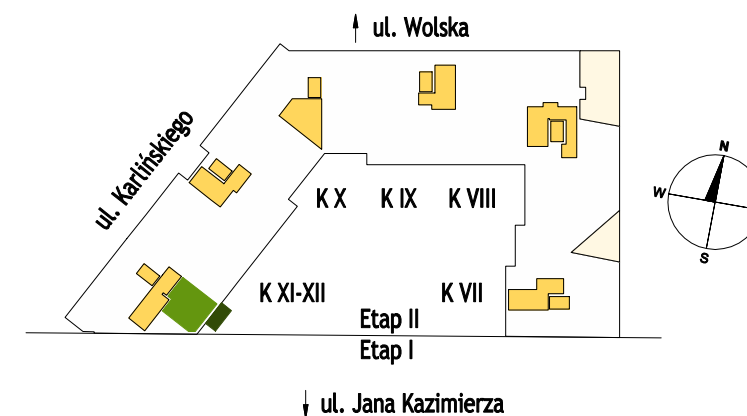 ul. Wolska
ul. Karlińskiego
N
W
S
K X K IX K VIII
K XI-XII K VII
Etap II
Etap I
ul. Jana Kazimierza